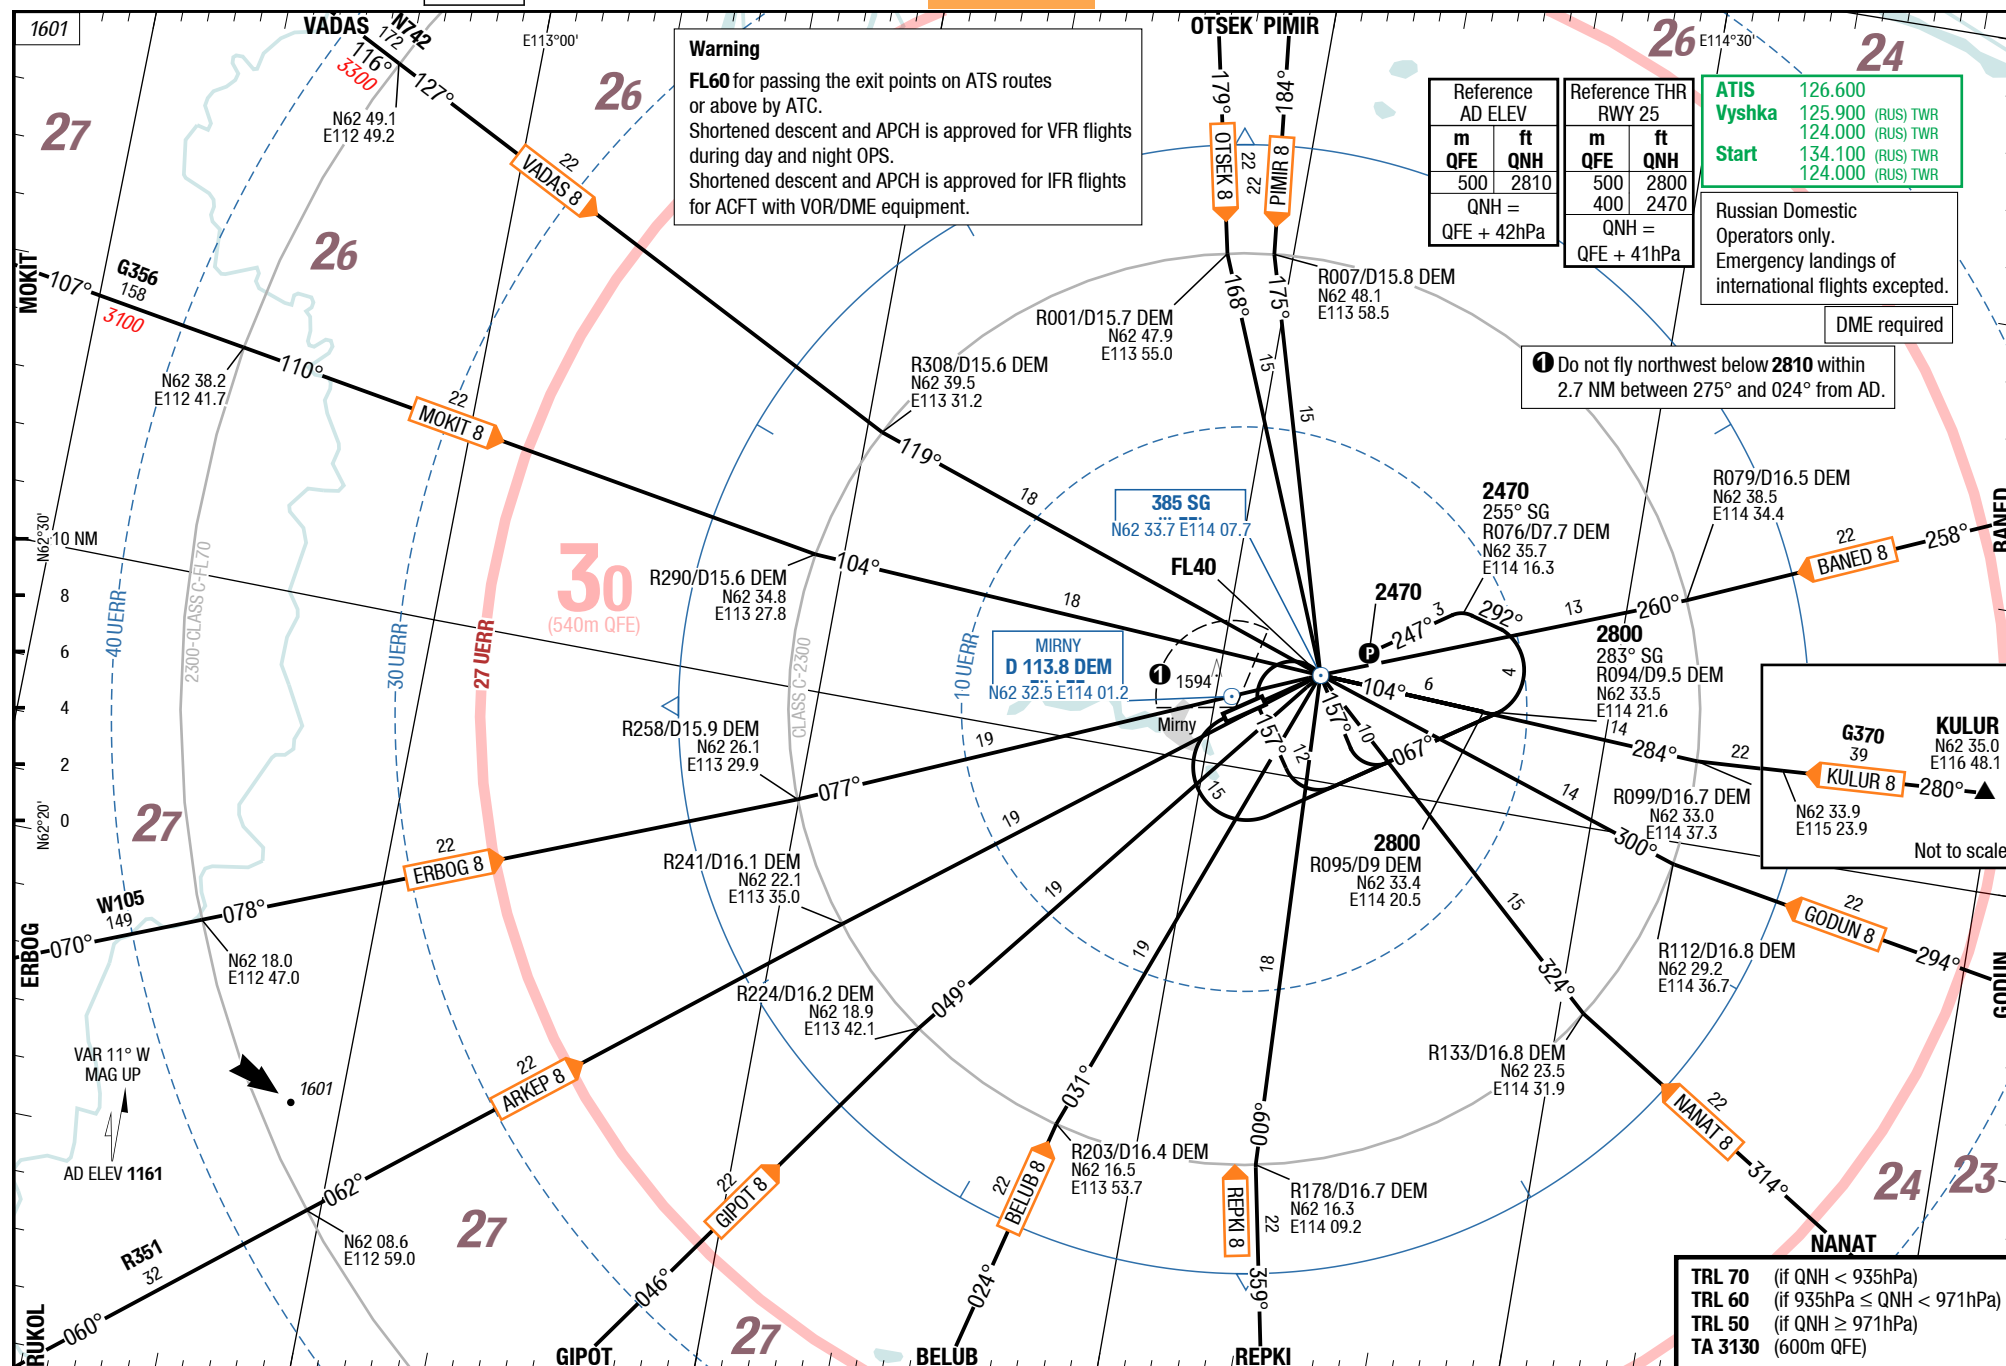 1601
VADAS
N742
172
116°
3300
127°
N62 49.1
E112 49.2
E113°00'
26
27
Warning
FL60 for passing the exit points on ATS routes
or above by ATC.
Shortened descent and APCH is approved for VFR flights
during day and night OPS.
Shortened descent and APCH is approved for IFR flights
for ACFT with VOR/DME equipment.
OTSEK PIMIR
179°
184°
OTSEK 8
22
22
PIMIR 8
26
E114°30'
24
Reference
AD ELEV
m ft
QFE QNH
500 2810
QNH =
QFE + 42hPa
Reference THR
RWY 25
m ft
QFE QNH
500 2800
400 2470
QNH =
QFE + 41hPa
ATIS 126.600
Vyshka 125.900 (RUS) TWR
124.000 (RUS) TWR
Start 134.100 (RUS) TWR
124.000 (RUS) TWR
Russian Domestic
Operators only.
Emergency landings of
international flights excepted.
DME required
❶ Do not fly northwest below 2810 within
2.7 NM between 275° and 024° from AD.
22
VADAS 8
26
MOKIT
107°
G356
158
3100
110°
N62 38.2
E112 41.7
22
MOKIT 8
R001/D15.7 DEM
N62 47.9
E113 55.0
168°
175°
R007/D15.8 DEM
N62 48.1
E113 58.5
15
15
R308/D15.6 DEM
N62 39.5
E113 31.2
119°
18
385 SG
N62 33.7 E114 07.7
FL40
2470
255° SG
R076/D7.7 DEM
N62 35.7
E114 16.3
R079/D16.5 DEM
N62 38.5
E114 34.4
BANED
258°
22
BANED 8
260°
13
N62°30'
10 NM
8
6
4
2
0
N62°20'
40 UERR
2300-CLASS C-FL70
30 UERR
27 UERR
30
(540m QFE)
R290/D15.6 DEM
N62 34.8
E113 27.8
104°
18
CLASS C-2300
10 UERR
MIRNY
D 113.8 DEM
N62 32.5 E114 01.2
❶
1594
Mirny
2470
P
247°
3
292°
4
104°
6
2800
283° SG
R094/D9.5 DEM
N62 33.5
E114 21.6
14
284°
22
G370
39
KULUR
N62 35.0
E116 48.1
KULUR 8
280°
N62 33.9
E115 23.9
Not to scale
R258/D15.9 DEM
N62 26.1
E113 29.9
077°
19
157°
12
157°
10
067°
15
14
R099/D16.7 DEM
N62 33.0
E114 37.3
300°
27
22
ERBOG 8
R241/D16.1 DEM
N62 22.1
E113 35.0
19
19
2800
R095/D9 DEM
N62 33.4
E114 20.5
15
22
GODUN 8
294°
GODUN
W105
149
078°
070°
ERBOG
N62 18.0
E112 47.0
R224/D16.2 DEM
N62 18.9
E113 42.1
049°
19
18
324°
R112/D16.8 DEM
N62 29.2
E114 36.7
VAR 11° W
MAG UP
AD ELEV 1161
1601
22
ARKEP 8
031°
009°
R133/D16.8 DEM
N62 23.5
E114 31.9
22
NANAT 8
314°
NANAT
R203/D16.4 DEM
N62 16.5
E113 53.7
R178/D16.7 DEM
N62 16.3
E114 09.2
24
23
062°
N62 08.6
E112 59.0
27
22
GIPOT 8
22
BELUB 8
REPKI 8
22
R351
32
060°
RUKOL
046°
GIPOT
27
024°
BELUB
359°
REPKI
TRL 70 (if QNH < 935hPa)
TRL 60 (if 935hPa ≤ QNH < 971hPa)
TRL 50 (if QNH ≥ 971hPa)
TA 3130 (600m QFE)